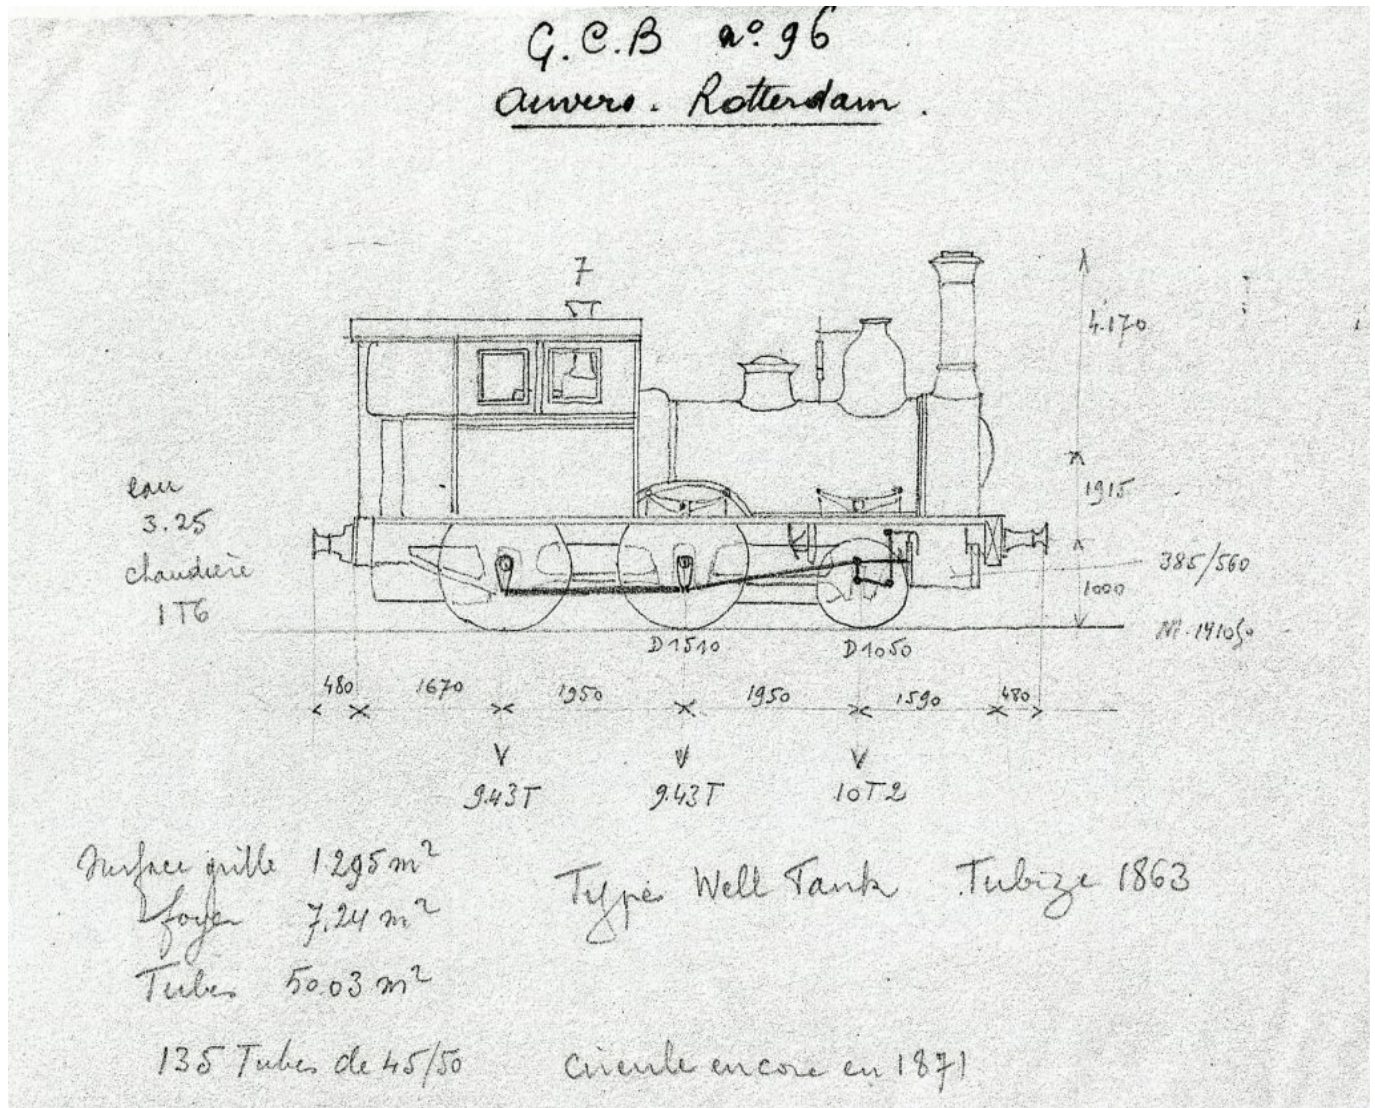 G.C.B nº 96
Anvers. Rotterdam.
7
4.170
eau
3.25
chaudière
1T6
1915
385/560
1000
D1510
D1050
480 1670 1950 1950 1590 480
9.43T 9.43T 10T2
Surface grille 1.295 m²
foyer 7.24 m²
Tubes 50.03 m²
135 Tubes de 45/50
Type Well Tank Tubize 1863
circule encore en 1871